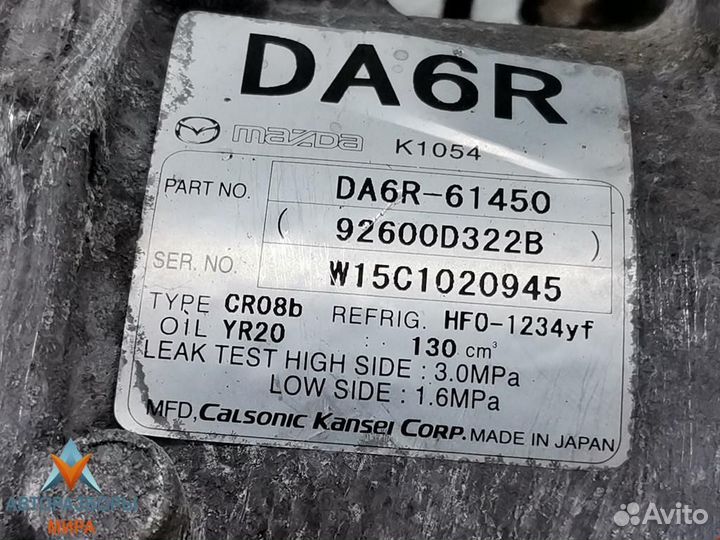 DA6R
mazda K1054
PART NO. DA6R-61450
( 92600D322B )
SER. NO. W15C1020945
TYPE CR08b REFRIG. HFO-1234yf
OIL YR20 : 130 cm³
LEAK TEST HIGH SIDE : 3.0MPa
LOW SIDE : 1.6MPa
MFD, CALSONIC KANSEI CORP. MADE IN JAPAN
АВТОРАЗБОРЫ
МИРА
Avito